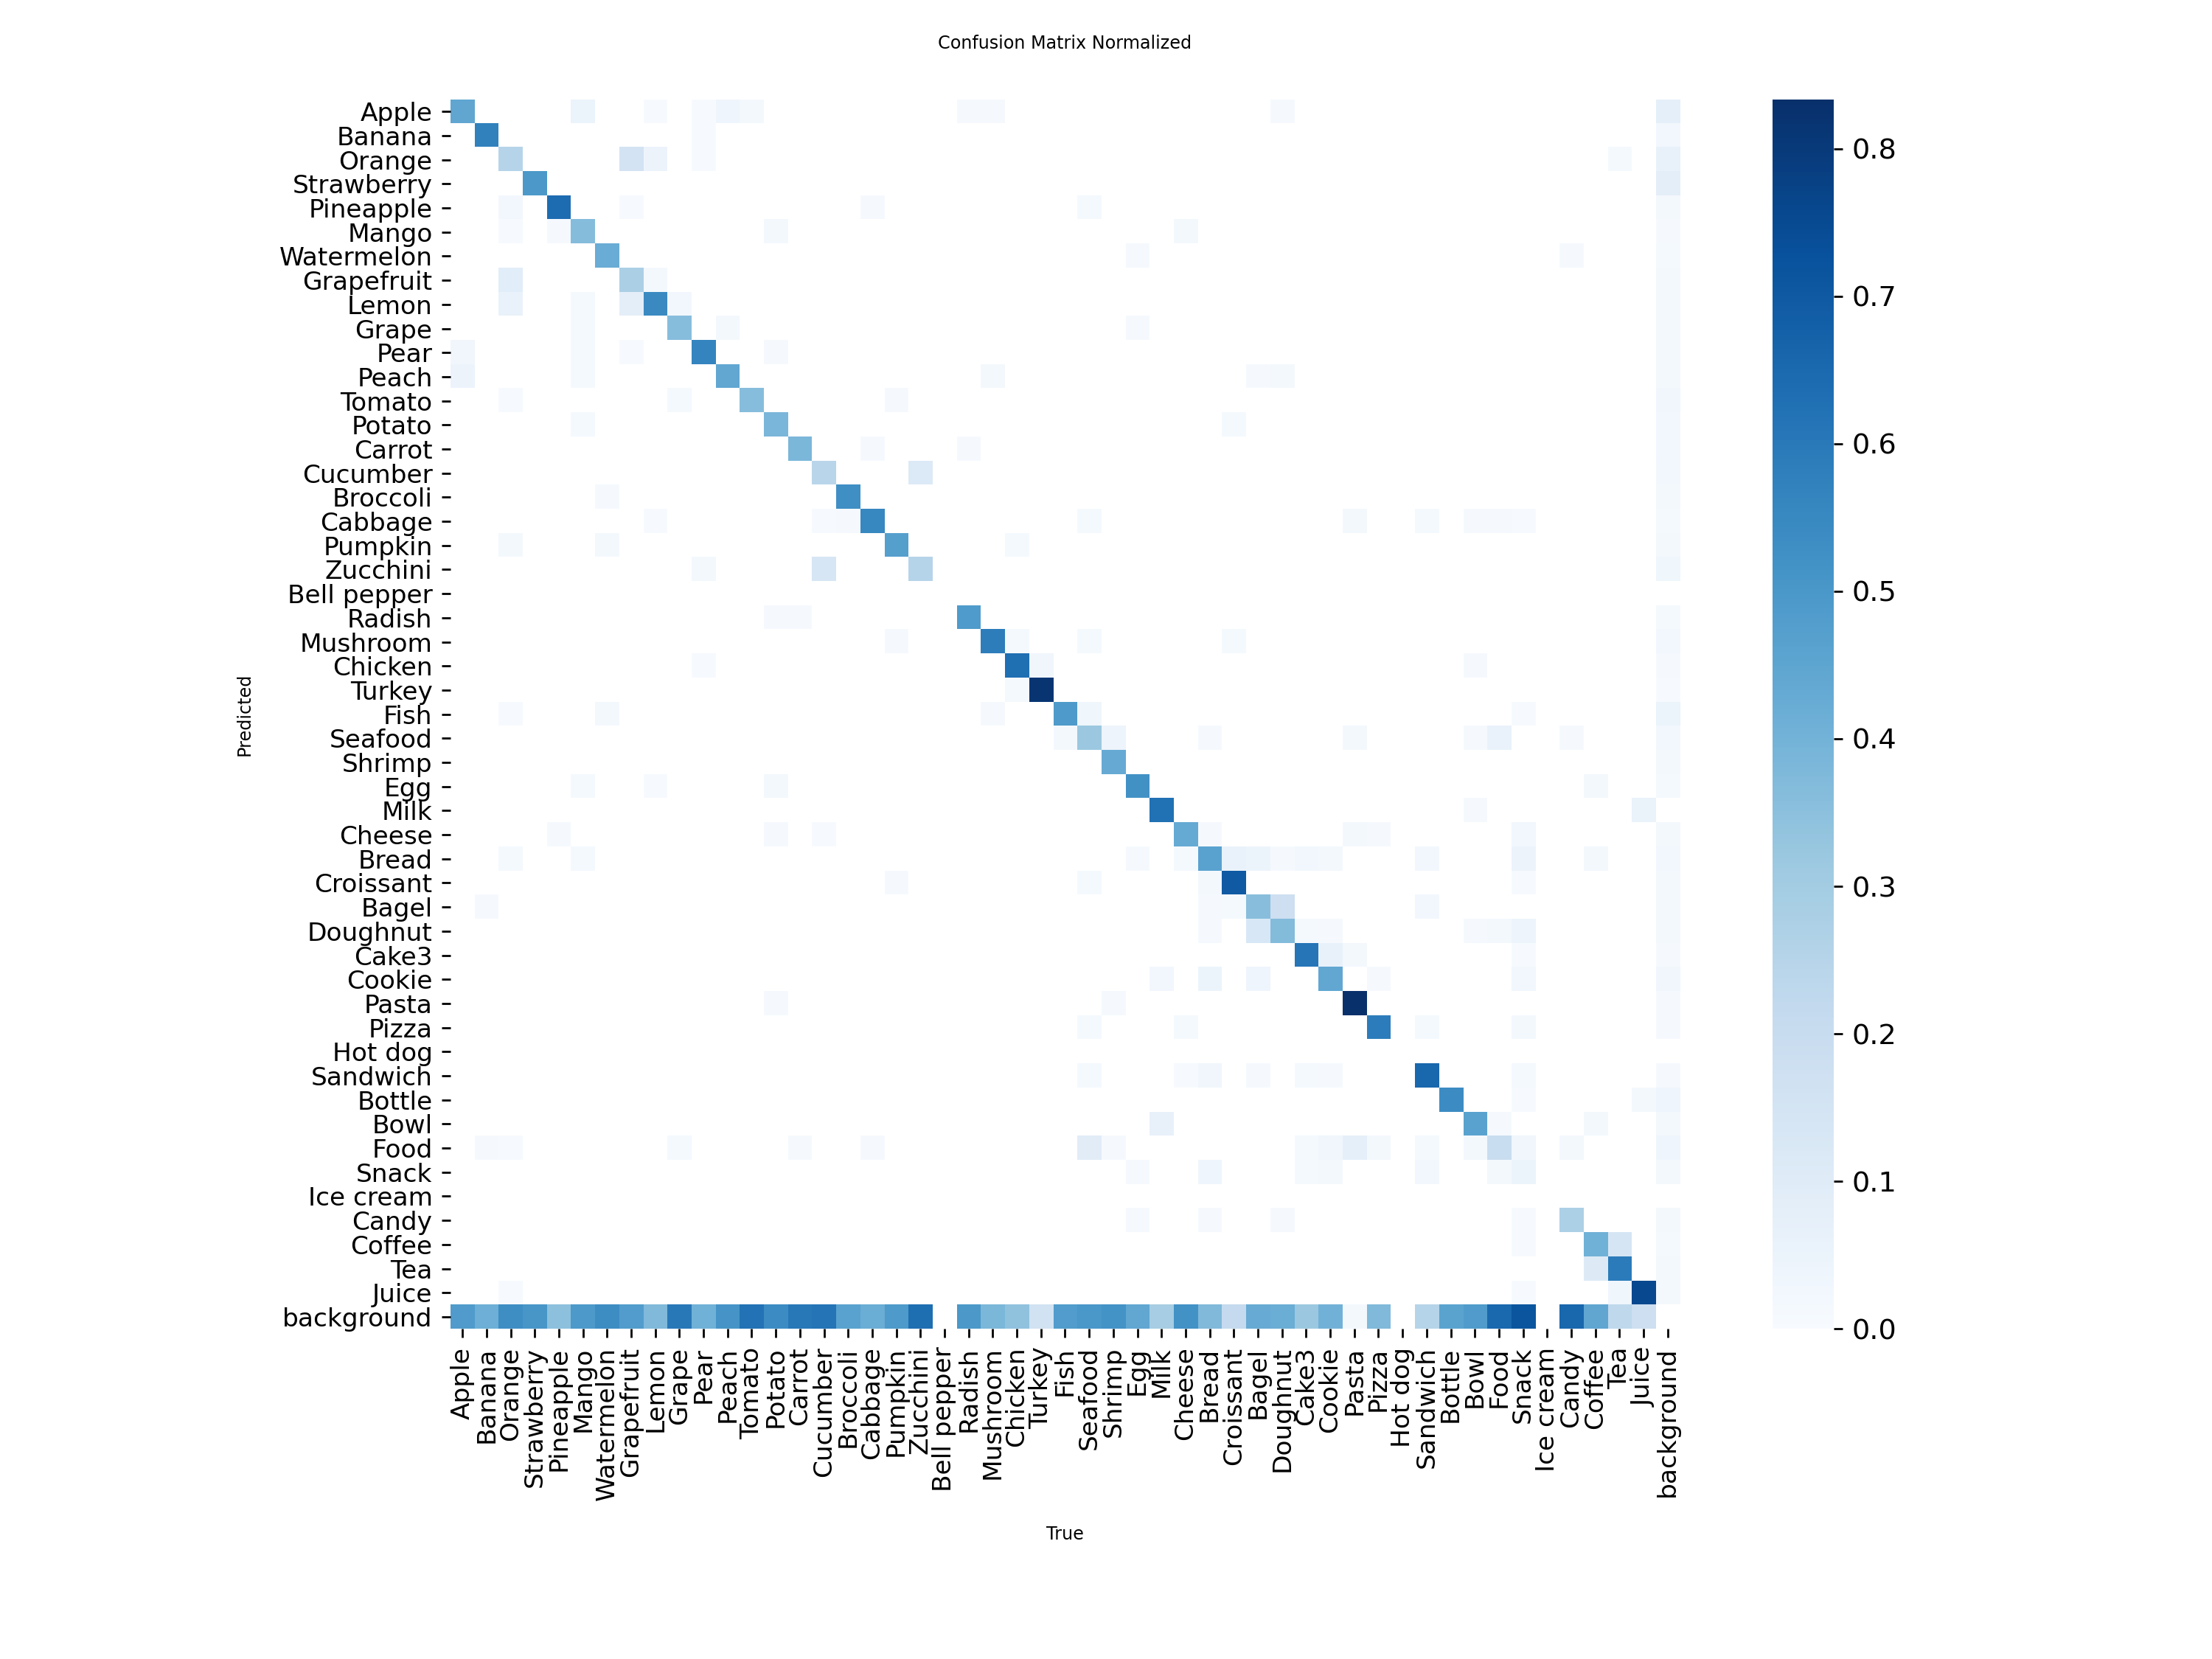 Confusion Matrix Normalized
Predicted
Apple
Banana
Orange
Strawberry
Pineapple
Mango
Watermelon
Grapefruit
Lemon
Grape
Pear
Peach
Tomato
Potato
Carrot
Cucumber
Broccoli
Cabbage
Pumpkin
Zucchini
Bell pepper
Radish
Mushroom
Chicken
Turkey
Fish
Seafood
Shrimp
Egg
Milk
Cheese
Bread
Croissant
Bagel
Doughnut
Cake3
Cookie
Pasta
Pizza
Hot dog
Sandwich
Bottle
Bowl
Food
Snack
Ice cream
Candy
Coffee
Tea
Juice
background
Apple
Banana
Orange
Strawberry
Pineapple
Mango
Watermelon
Grapefruit
Lemon
Grape
Pear
Peach
Tomato
Potato
Carrot
Cucumber
Broccoli
Cabbage
Pumpkin
Zucchini
Bell pepper
Radish
Mushroom
Chicken
Turkey
Fish
Seafood
Shrimp
Egg
Milk
Cheese
Bread
Croissant
Bagel
Doughnut
Cake3
Cookie
Pasta
Pizza
Hot dog
Sandwich
Bottle
Bowl
Food
Snack
Ice cream
Candy
Coffee
Tea
Juice
background
True
0.8
0.7
0.6
0.5
0.4
0.3
0.2
0.1
0.0